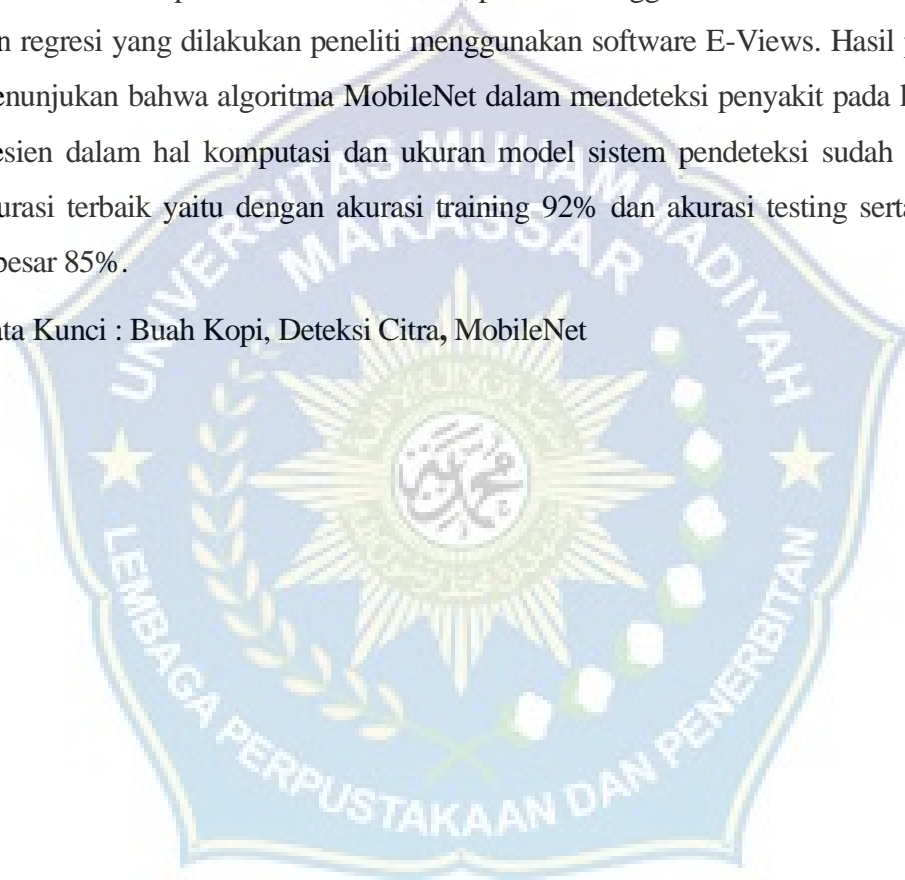 n regresi yang dilakukan peneliti menggunakan software E-Views. Hasil
enunjukan bahwa algoritma MobileNet dalam mendeteksi penyakit pada
esien dalam hal komputasi dan ukuran model sistem pendeteksi sudah
urasi terbaik yaitu dengan akurasi training 92% dan akurasi testing serta
besar 85%.
ata Kunci : Buah Kopi, Deteksi Citra, MobileNet
UNIVERSITAS MUHAMMADIYAH
MAKASSAR
LEMBAGA PERPUSTAKAAN DAN PENERBITAN